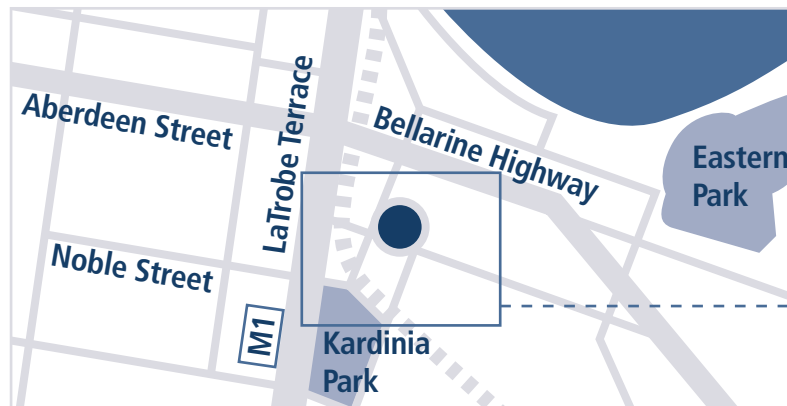 Aberdeen Street
LaTrobe Terrace
Bellarine Highway
Eastern
Park
Noble Street
M1
Kardinia
Park